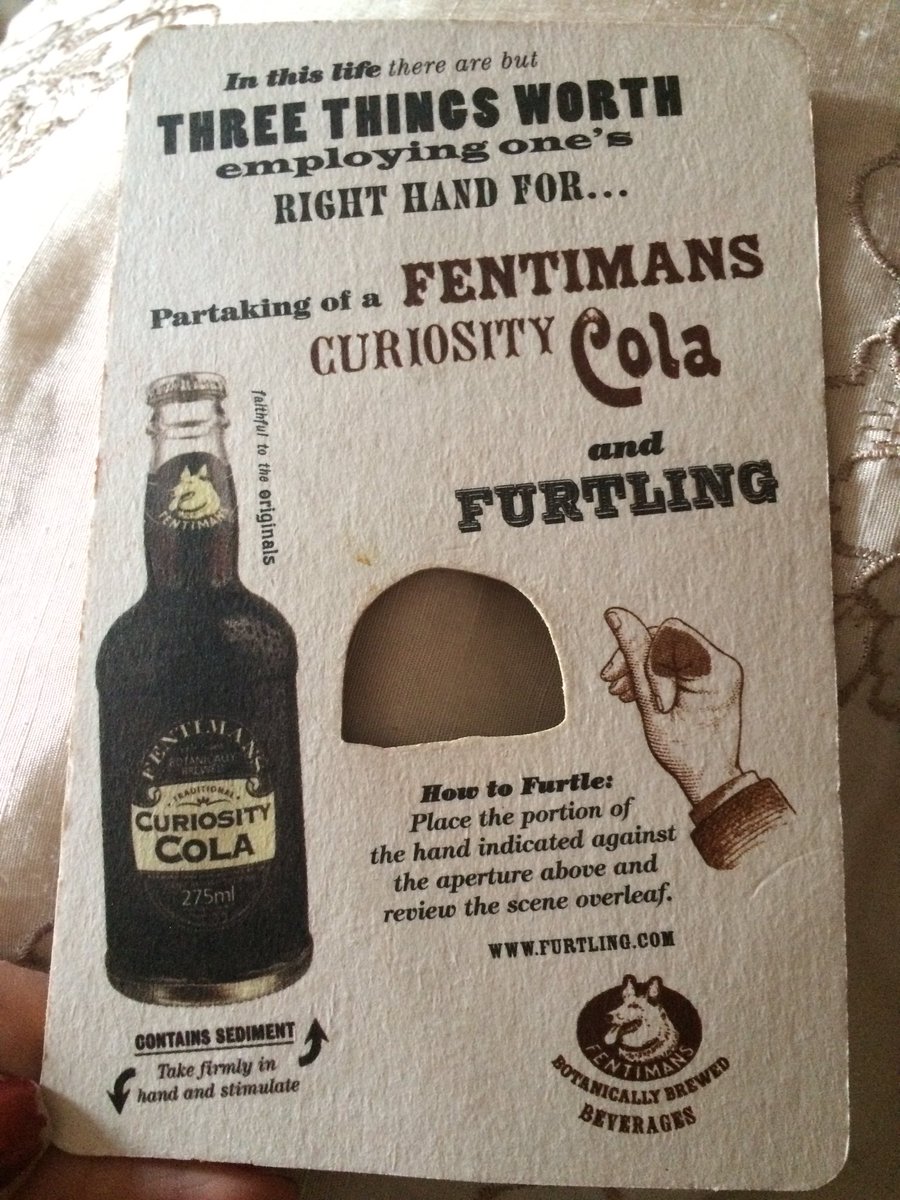 In this life there are but
THREE THINGS WORTH
employing one's
RIGHT HAND FOR...
Partaking of a FENTIMANS
CURIOSITY Cola
and
FURTLING
faithful to the originals
FENTIMANS
FENTIMANS
BOTANICALLY
BREWED
TRADITIONAL
CURIOSITY
COLA
275ml
How to Furtle:
Place the portion of
the hand indicated against
the aperture above and
review the scene overleaf.
WWW.FURTLING.COM
CONTAINS SEDIMENT
Take firmly in
hand and stimulate
FENTIMANS
BOTANICALLY BREWED
BEVERAGES